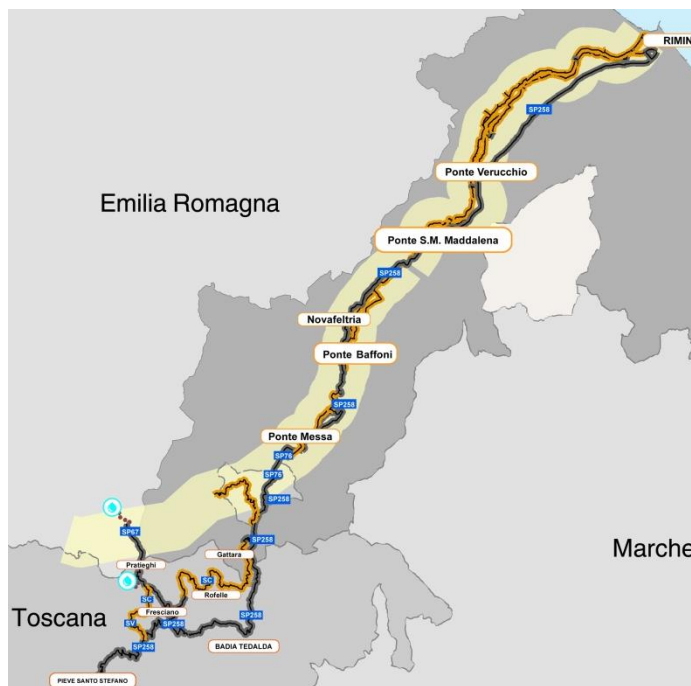 RIMIN
SP258
Ponte Verucchio
Emilia Romagna
Ponte S.M. Maddalena
SP258
Novafeltria
Ponte Baffoni
SP258
Ponte Messa
SP76
SP76
SP258
SP67
SP258
Marche
Gattara
Pratieghi
SC
Rofelle
SC
Toscana
Fresciano
SV
SP258
SP258
SP258
BADIA TEDALDA
PIEVE SANTO STEFANO